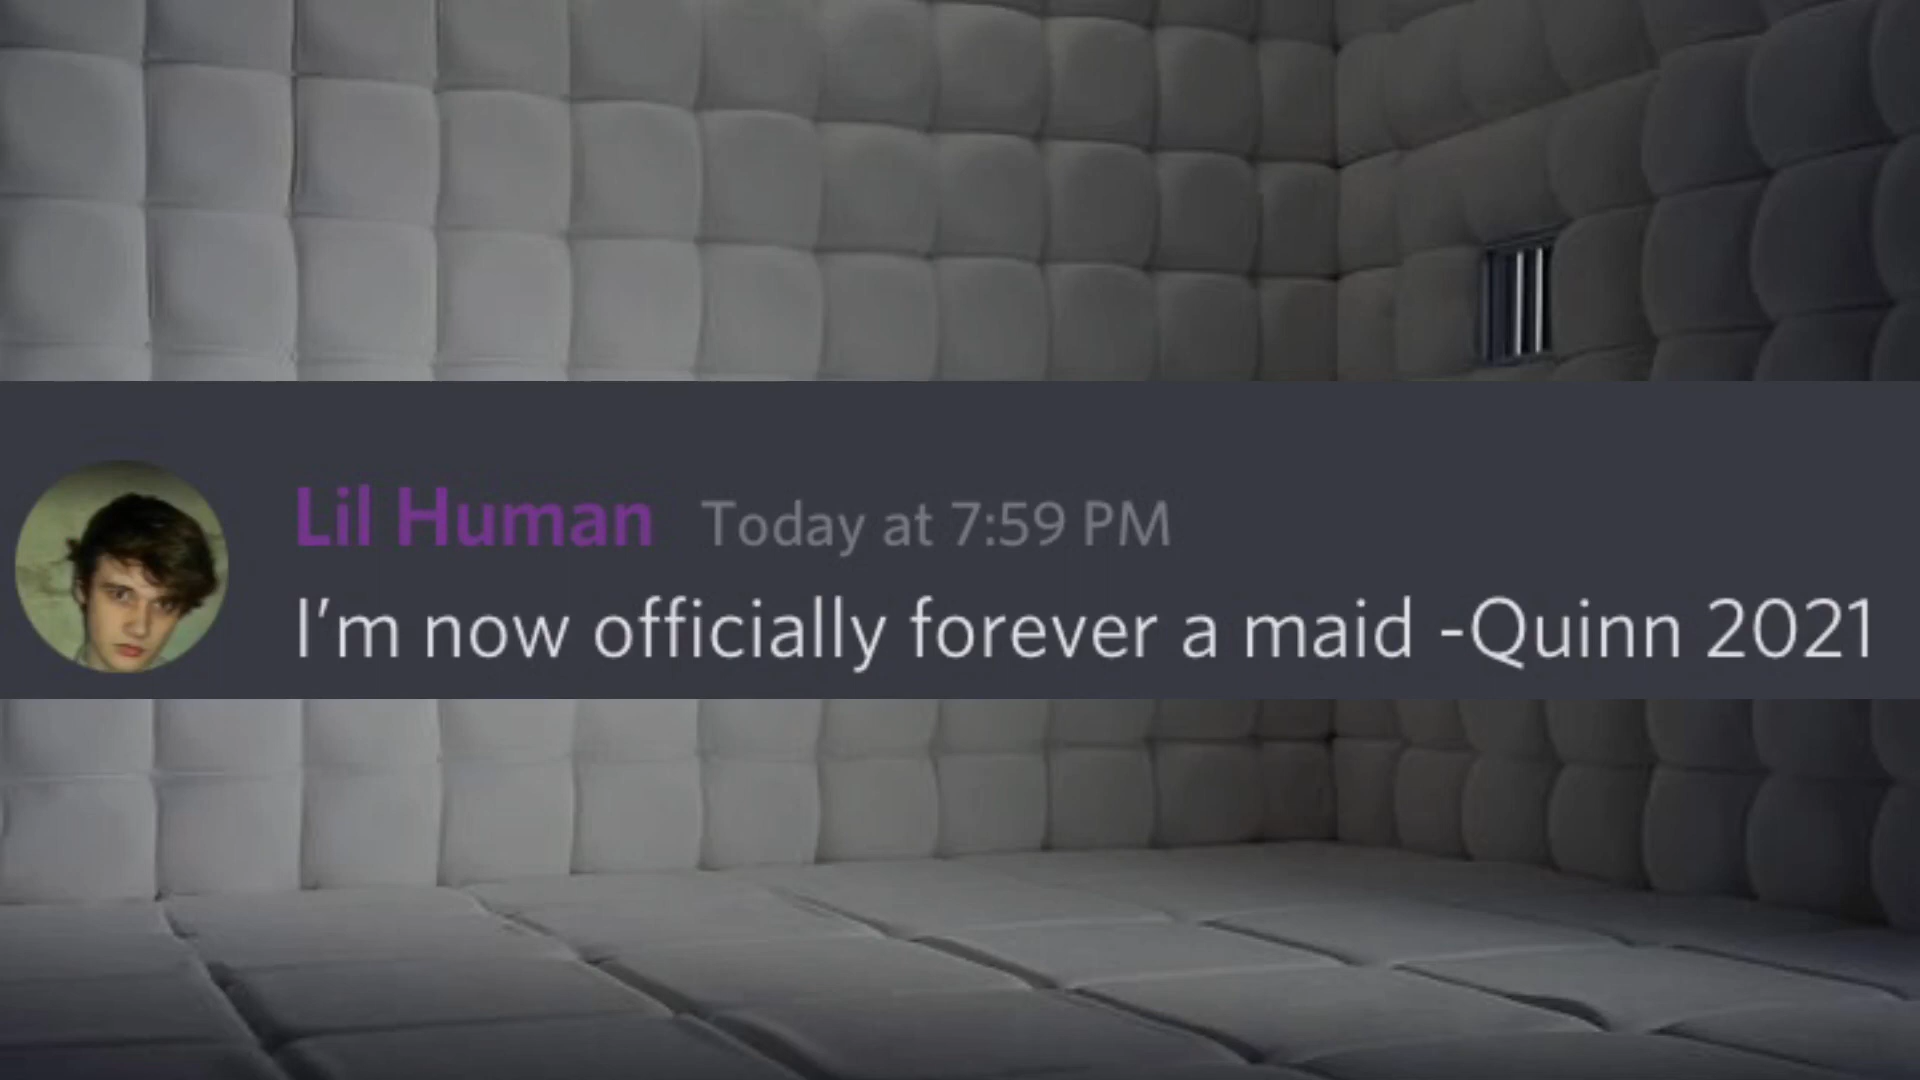 Lil Human Today at 7:59 PM
I'm now officially forever a maid -Quinn 2021